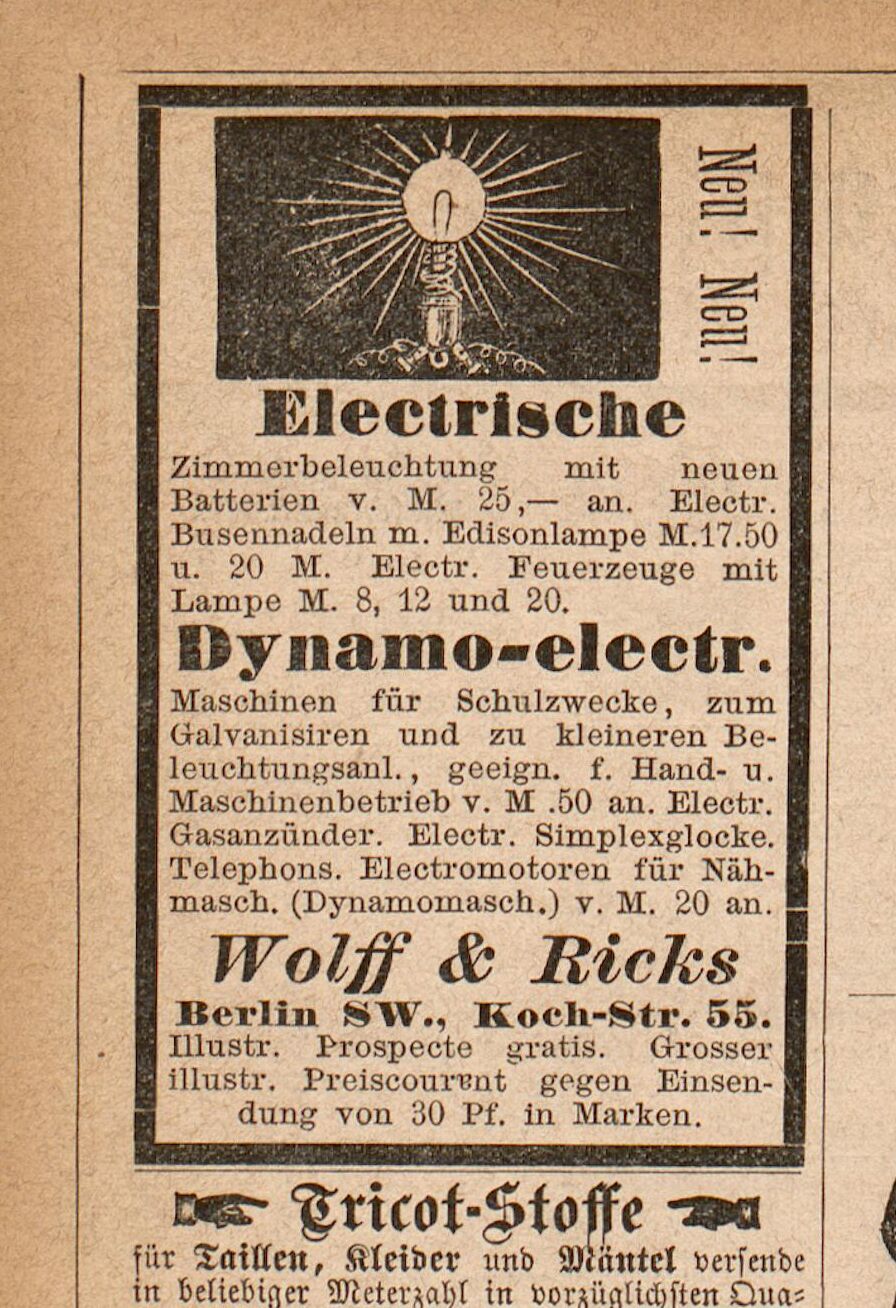 Neu! Neu!
Electrische
Zimmerbeleuchtung mit neuen
Batterien v. M. 25,— an. Electr.
Busennadeln m. Edisonlampe M.17.50
u. 20 M. Electr. Feuerzeuge mit
Lampe M. 8, 12 und 20.
Dynamo-electr.
Maschinen für Schulzwecke, zum
Galvanisiren und zu kleineren Be-
leuchtungsanl., geeign. f. Hand- u.
Maschinenbetrieb v. M .50 an. Electr.
Gasanzünder. Electr. Simplexglocke.
Telephons. Electromotoren für Näh-
masch. (Dynamomasch.) v. M. 20 an.
Wolff & Ricks
Berlin SW., Koch-Str. 55.
Illustr. Prospecte gratis. Grosser
illustr. Preiscourent gegen Einsen-
dung von 30 Pf. in Marken.
Tricot-Stoffe
für Taillen, Kleider und Mäntel versende
in beliebiger Meterzahl in vorzüglichsten Qua-